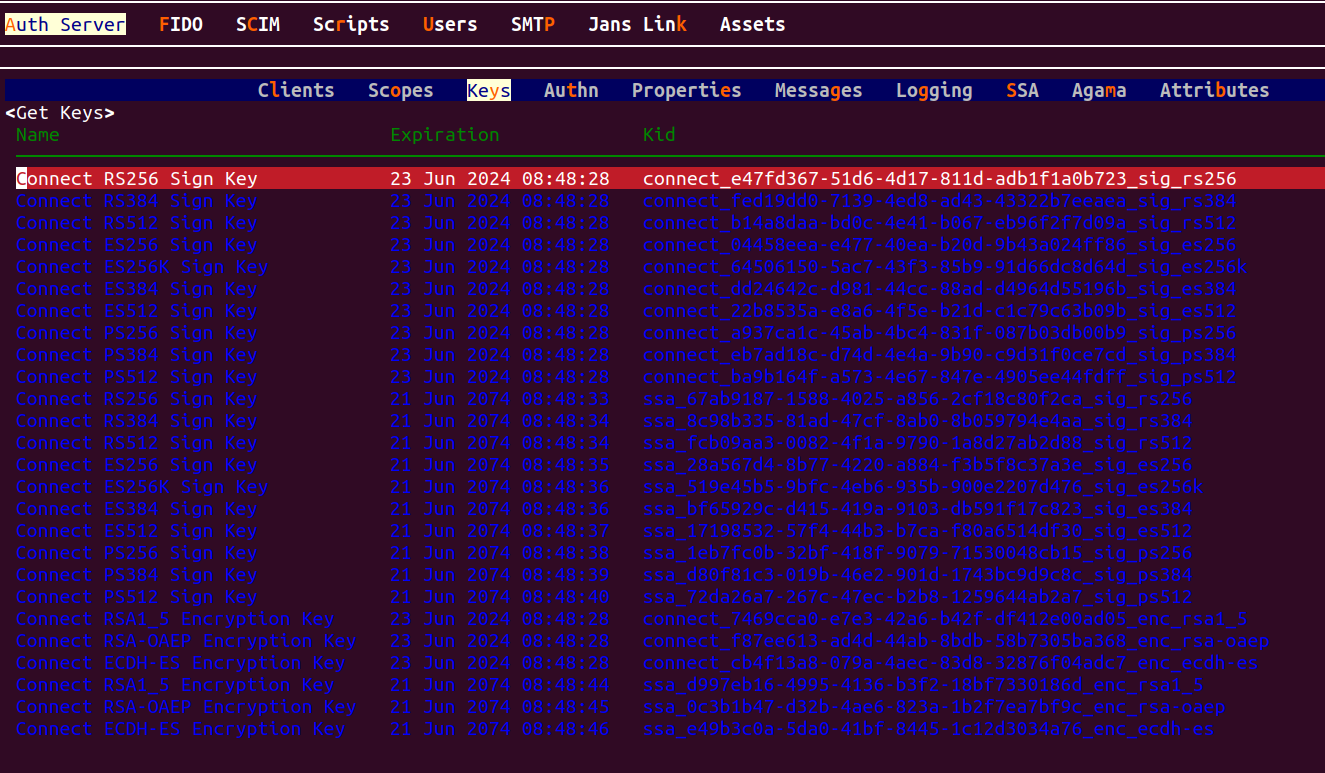 Auth Server FIDO SCIM Scripts Users SMTP Jans Link Assets
Clients Scopes Keys Authn Properties Messages Logging SSA Agama Attributes
<Get Keys>
Name Expiration Kid
Connect RS256 Sign Key 23 Jun 2024 08:48:28 connect_e47fd367-51d6-4d17-811d-adb1f1a0b723_sig_rs256
Connect RS384 Sign Key 23 Jun 2024 08:48:28 connect_fed19dd0-7139-4ed8-ad43-43322b7eeaea_sig_rs384
Connect RS512 Sign Key 23 Jun 2024 08:48:28 connect_b14a8daa-bd0c-4e41-b067-eb96f2f7d09a_sig_rs512
Connect ES256 Sign Key 23 Jun 2024 08:48:28 connect_04458eea-e477-40ea-b20d-9b43a024ff86_sig_es256
Connect ES256K Sign Key 23 Jun 2024 08:48:28 connect_64506150-5ac7-43f3-85b9-91d66dc8d64d_sig_es256k
Connect ES384 Sign Key 23 Jun 2024 08:48:28 connect_dd24642c-d981-44cc-88ad-d4964d55196b_sig_es384
Connect ES512 Sign Key 23 Jun 2024 08:48:28 connect_22b8535a-e8a6-4f5e-b21d-c1c79c63b09b_sig_es512
Connect PS256 Sign Key 23 Jun 2024 08:48:28 connect_a937ca1c-45ab-4bc4-831f-087b03db00b9_sig_ps256
Connect PS384 Sign Key 23 Jun 2024 08:48:28 connect_eb7ad18c-d74d-4e4a-9b90-c9d31f0ce7cd_sig_ps384
Connect PS512 Sign Key 23 Jun 2024 08:48:28 connect_ba9b164f-a573-4e67-847e-4905ee44fdff_sig_ps512
Connect RS256 Sign Key 21 Jun 2074 08:48:33 ssa_67ab9187-1588-4025-a856-2cf18c80f2ca_sig_rs256
Connect RS384 Sign Key 21 Jun 2074 08:48:34 ssa_8c98b335-81ad-47cf-8ab0-8b059794e4aa_sig_rs384
Connect RS512 Sign Key 21 Jun 2074 08:48:34 ssa_fcb09aa3-0082-4f1a-9790-1a8d27ab2d88_sig_rs512
Connect ES256 Sign Key 21 Jun 2074 08:48:35 ssa_28a567d4-8b77-4220-a884-f3b5f8c37a3e_sig_es256
Connect ES256K Sign Key 21 Jun 2074 08:48:36 ssa_519e45b5-9bfc-4eb6-935b-900e2207d476_sig_es256k
Connect ES384 Sign Key 21 Jun 2074 08:48:36 ssa_bf65929c-d415-419a-9103-db591f17c823_sig_es384
Connect ES512 Sign Key 21 Jun 2074 08:48:37 ssa_17198532-57f4-44b3-b7ca-f80a6514df30_sig_es512
Connect PS256 Sign Key 21 Jun 2074 08:48:38 ssa_1eb7fc0b-32bf-418f-9079-71530048cb15_sig_ps256
Connect PS384 Sign Key 21 Jun 2074 08:48:39 ssa_d80f81c3-019b-46e2-901d-1743bc9d9c8c_sig_ps384
Connect PS512 Sign Key 21 Jun 2074 08:48:40 ssa_72da26a7-267c-47ec-b2b8-1259644ab2a7_sig_ps512
Connect RSA1_5 Encryption Key 23 Jun 2024 08:48:28 connect_7469cca0-e7e3-42a6-b42f-df412e00ad05_enc_rsa1_5
Connect RSA-OAEP Encryption Key 23 Jun 2024 08:48:28 connect_f87ee613-ad4d-44ab-8bdb-58b7305ba368_enc_rsa-oaep
Connect ECDH-ES Encryption Key 23 Jun 2024 08:48:28 connect_cb4f13a8-079a-4aec-83d8-32876f04adc7_enc_ecdh-es
Connect RSA1_5 Encryption Key 21 Jun 2074 08:48:44 ssa_d997eb16-4995-4136-b3f2-18bf7330186d_enc_rsa1_5
Connect RSA-OAEP Encryption Key 21 Jun 2074 08:48:45 ssa_0c3b1b47-d32b-4ae6-823a-1b2f7ea7bf9c_enc_rsa-oaep
Connect ECDH-ES Encryption Key 21 Jun 2074 08:48:46 ssa_e49b3c0a-5da0-41bf-8445-1c12d3034a76_enc_ecdh-es